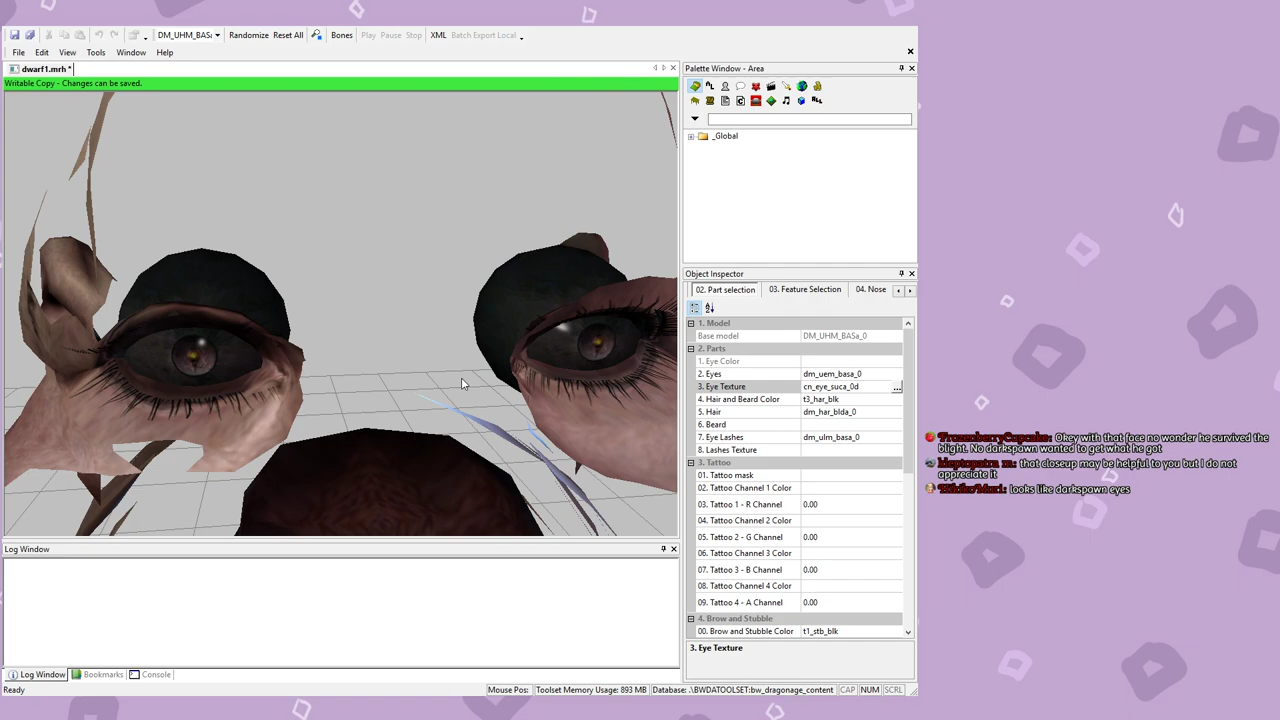 DM_UHM_BASa
Randomize Reset All
Bones
Play Pause Stop
XML Batch Export Local
File Edit View Tools Window Help
dwarf1.mrh *
Writable Copy - Changes can be saved.
Palette Window - Area
_Global
Object Inspector
02. Part selection 03. Feature Selection 04. Nose
1. Model
Base model DM_UHM_BASa_0
2. Parts
1. Eye Color
2. Eyes dm_uem_basa_0
3. Eye Texture cn_eye_suca_0d ...
4. Hair and Beard Color t3_har_blk
5. Hair dm_har_blda_0
6. Beard
7. Eye Lashes dm_ulm_basa_0
8. Lashes Texture
3. Tattoo
01. Tattoo mask
02. Tattoo Channel 1 Color
03. Tattoo 1 - R Channel 0.00
04. Tattoo Channel 2 Color
05. Tattoo 2 - G Channel 0.00
06. Tattoo Channel 3 Color
07. Tattoo 3 - B Channel 0.00
08. Tattoo Channel 4 Color
09. Tattoo 4 - A Channel 0.00
4. Brow and Stubble
00. Brow and Stubble Color t1_stb_blk
3. Eye Texture
Log Window
Log Window Bookmarks Console
Ready
Mouse Pos: Toolset Memory Usage: 893 MB Database: .\BWDATOOLSET:bw_dragonage_content CAP NUM SCRL
Okey with that face no wonder he survived the
blight. No darkspawn wanted to get what he got
that closeup may be helpful to you but I do not
appreciate it
looks like darkspawn eyes